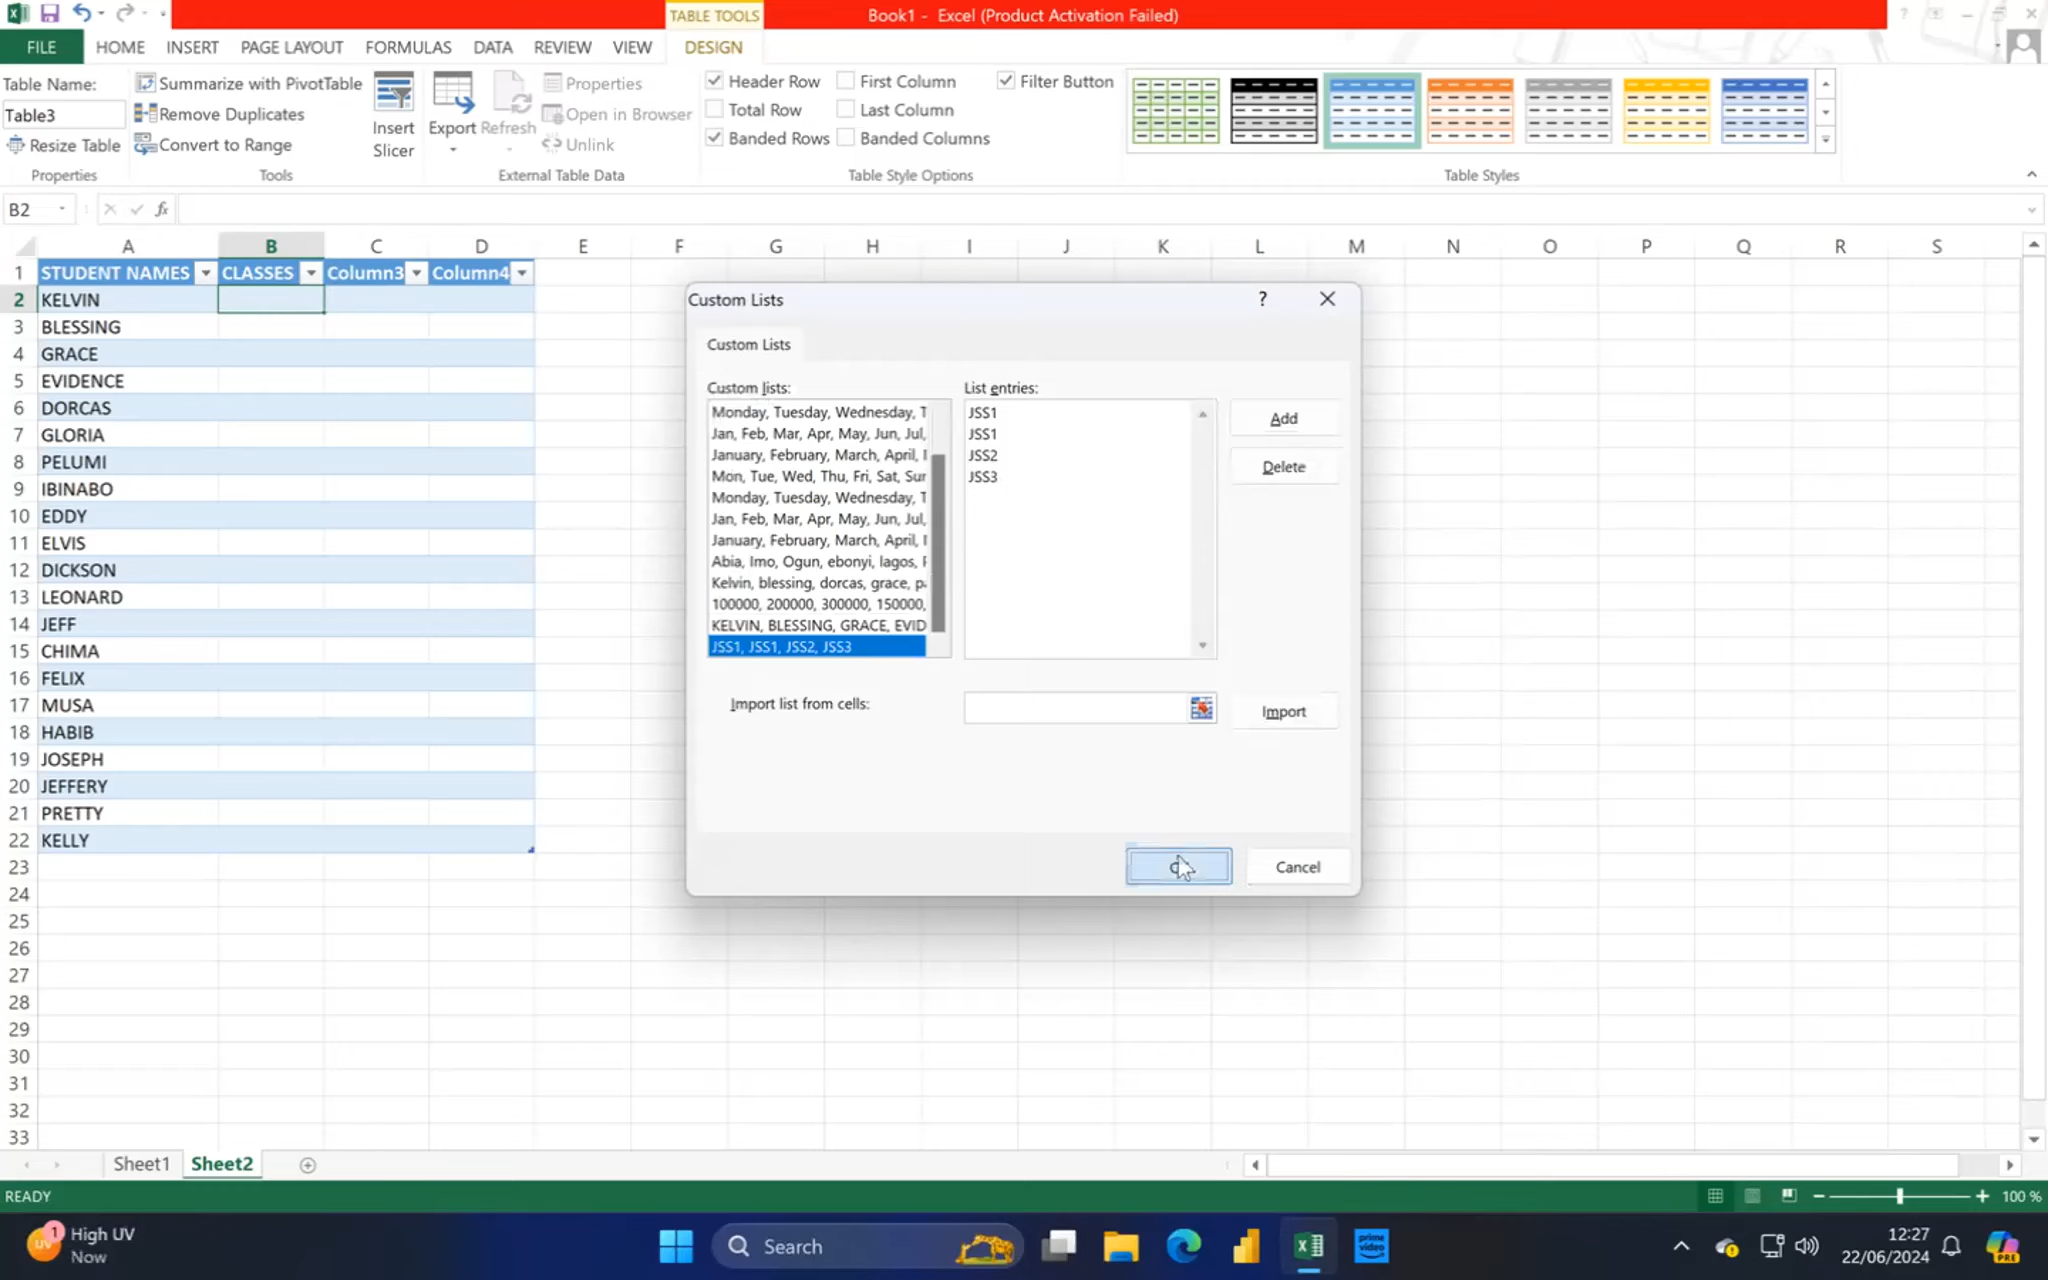 TABLE TOOLS
Book1 - Excel (Product Activation Failed)
FILE HOME INSERT PAGE LAYOUT FORMULAS DATA REVIEW VIEW DESIGN
Table Name:
Table3
Resize Table
Properties
Summarize with PivotTable
Remove Duplicates
Convert to Range
Tools
Insert
Slicer
Export
Refresh
Properties
Open in Browser
Unlink
External Table Data
Header Row First Column Filter Button
Total Row Last Column
Banded Rows Banded Columns
Table Style Options
Table Styles
B2
fx
A B C D E F G H I J K L M N O P Q R S
1 STUDENT NAMES CLASSES Column3 Column4
2 KELVIN
3 BLESSING
4 GRACE
5 EVIDENCE
6 DORCAS
7 GLORIA
8 PELUMI
9 IBINABO
10 EDDY
11 ELVIS
12 DICKSON
13 LEONARD
14 JEFF
15 CHIMA
16 FELIX
17 MUSA
18 HABIB
19 JOSEPH
20 JEFFERY
21 PRETTY
22 KELLY
23
24
25
26
27
28
29
30
31
32
33
Custom Lists
?
Custom Lists
Custom lists:
Monday, Tuesday, Wednesday, T
Jan, Feb, Mar, Apr, May, Jun, Jul,
January, February, March, April,
Mon, Tue, Wed, Thu, Fri, Sat, Sur
Monday, Tuesday, Wednesday, T
Jan, Feb, Mar, Apr, May, Jun, Jul,
January, February, March, April,
Abia, Imo, Ogun, ebonyi, lagos,
Kelvin, blessing, dorcas, grace,
100000, 200000, 300000, 150000,
KELVIN, BLESSING, GRACE, EVID
JSS1, JSS1, JSS2, JSS3
List entries:
JSS1
JSS1
JSS2
JSS3
Add
Delete
Import list from cells:
Import
Cancel
Sheet1 Sheet2
READY
100 %
1
UV
High UV
Now
Search
prime video
12:27
22/06/2024
PRE